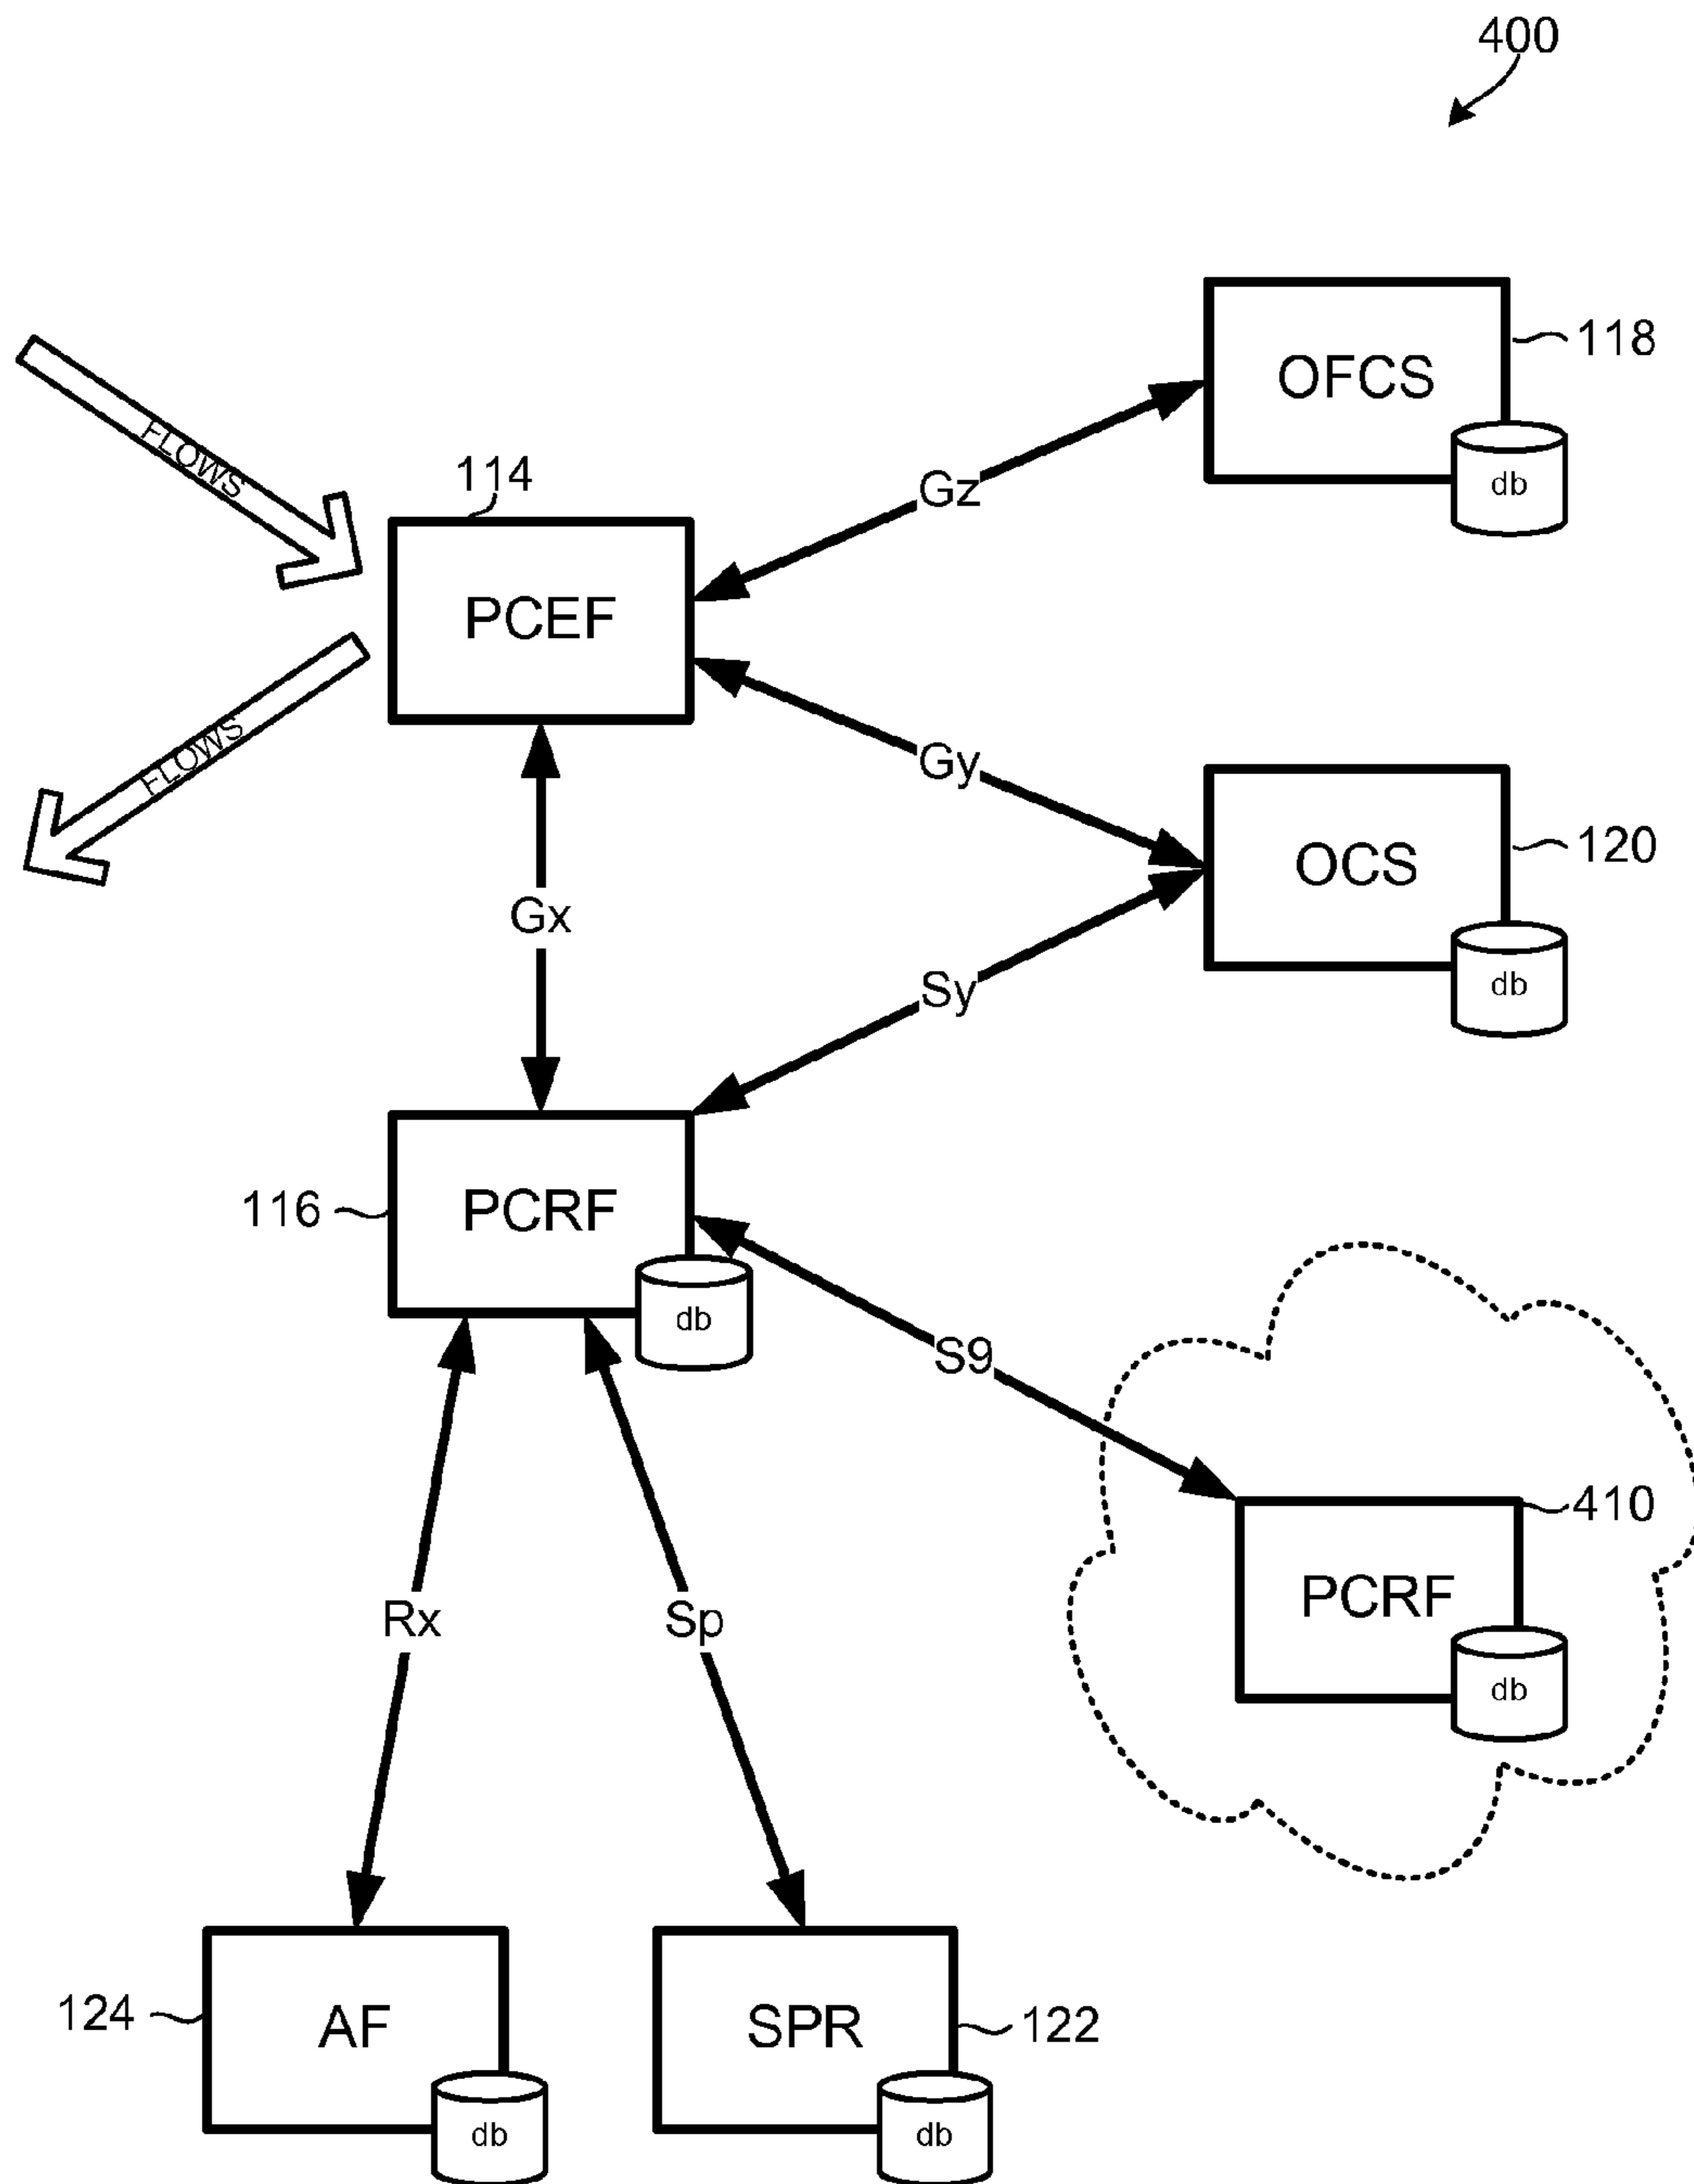 400
OFCS
118
db
FLOWS
114
Gz
PCEF
FLOWS
Gy
OCS
120
db
Gx
Sy
116
PCRF
db
S9
410
PCRF
db
Rx
Sp
124
AF
db
SPR
122
db